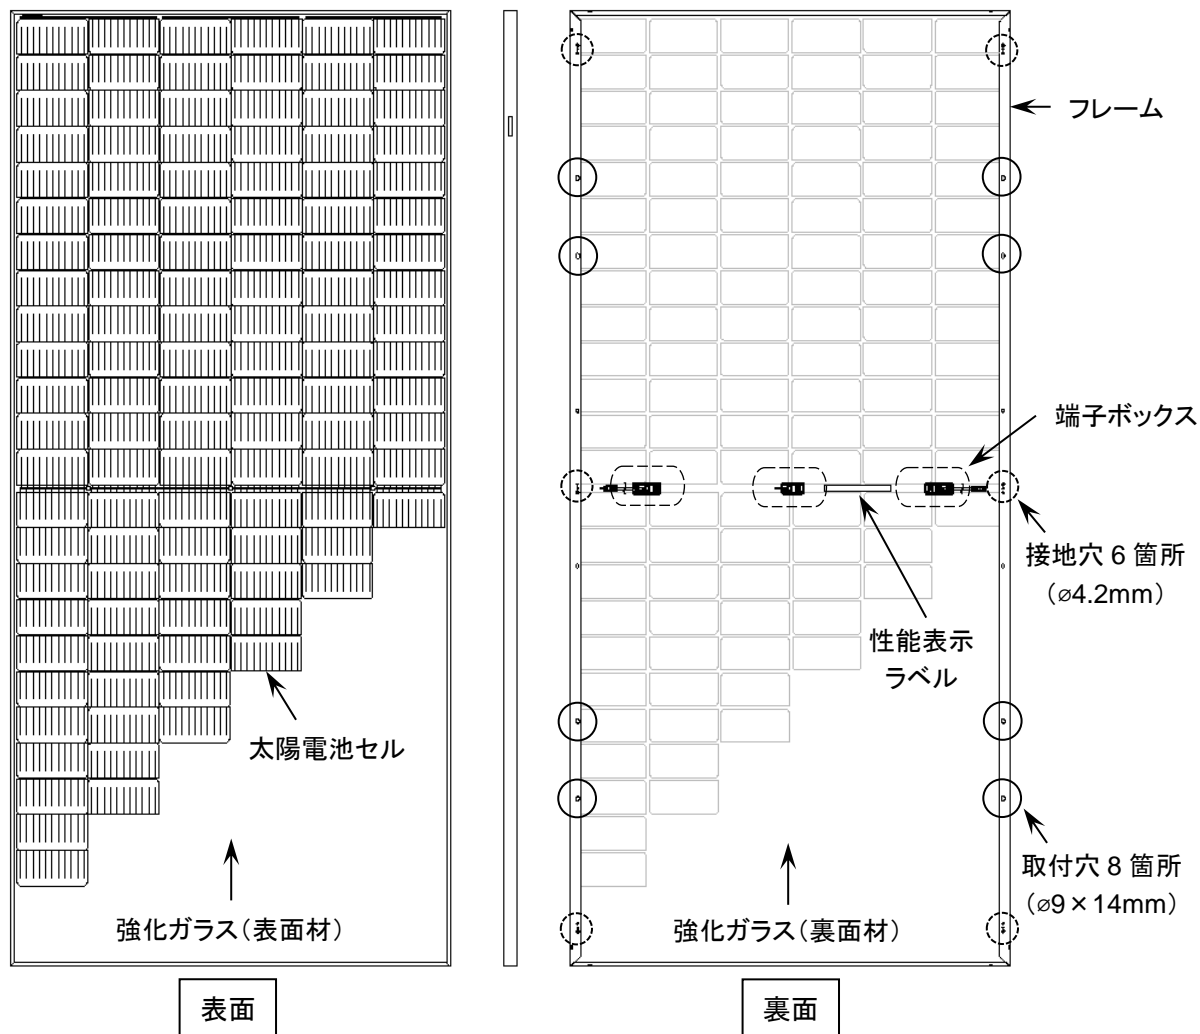 フレーム
端子ボックス
接地穴 6 箇所
（⌀4.2mm）
性能表示
ラベル
太陽電池セル
取付穴 8 箇所
（⌀9×14mm）
強化ガラス（表面材）
強化ガラス（裏面材）
表面
裏面